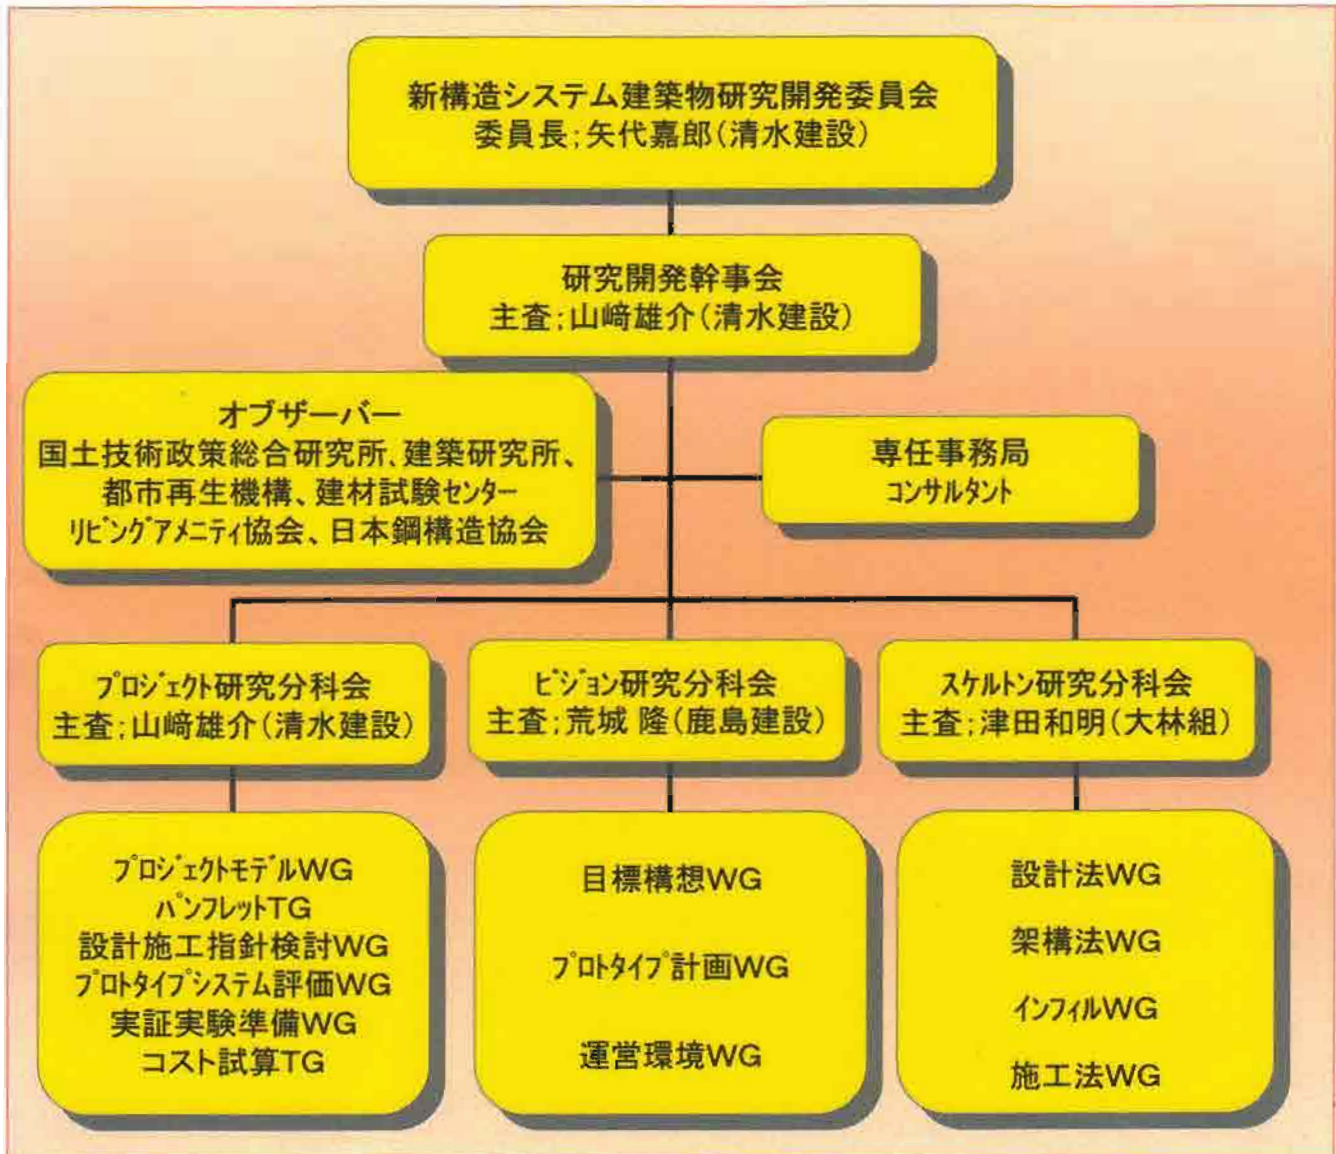 新構造システム建築物研究開発委員会
委員長;矢代嘉郎(清水建設)
研究開発幹事会
主査;山﨑雄介(清水建設)
オブザーバー
国土技術政策総合研究所、建築研究所、
都市再生機構、建材試験センター
リビングアメニティ協会、日本鋼構造協会
専任事務局
コンサルタント
プロジェクト研究分科会
主査;山﨑雄介(清水建設)
ビジョン研究分科会
主査;荒城 隆(鹿島建設)
スケルトン研究分科会
主査;津田和明(大林組)
プロジェクトモデルWG
パンフレットTG
設計施工指針検討WG
プロトタイプシステム評価WG
実証実験準備WG
コスト試算TG
目標構想WG
プロトタイプ計画WG
運営環境WG
設計法WG
架構法WG
インフィルWG
施工法WG